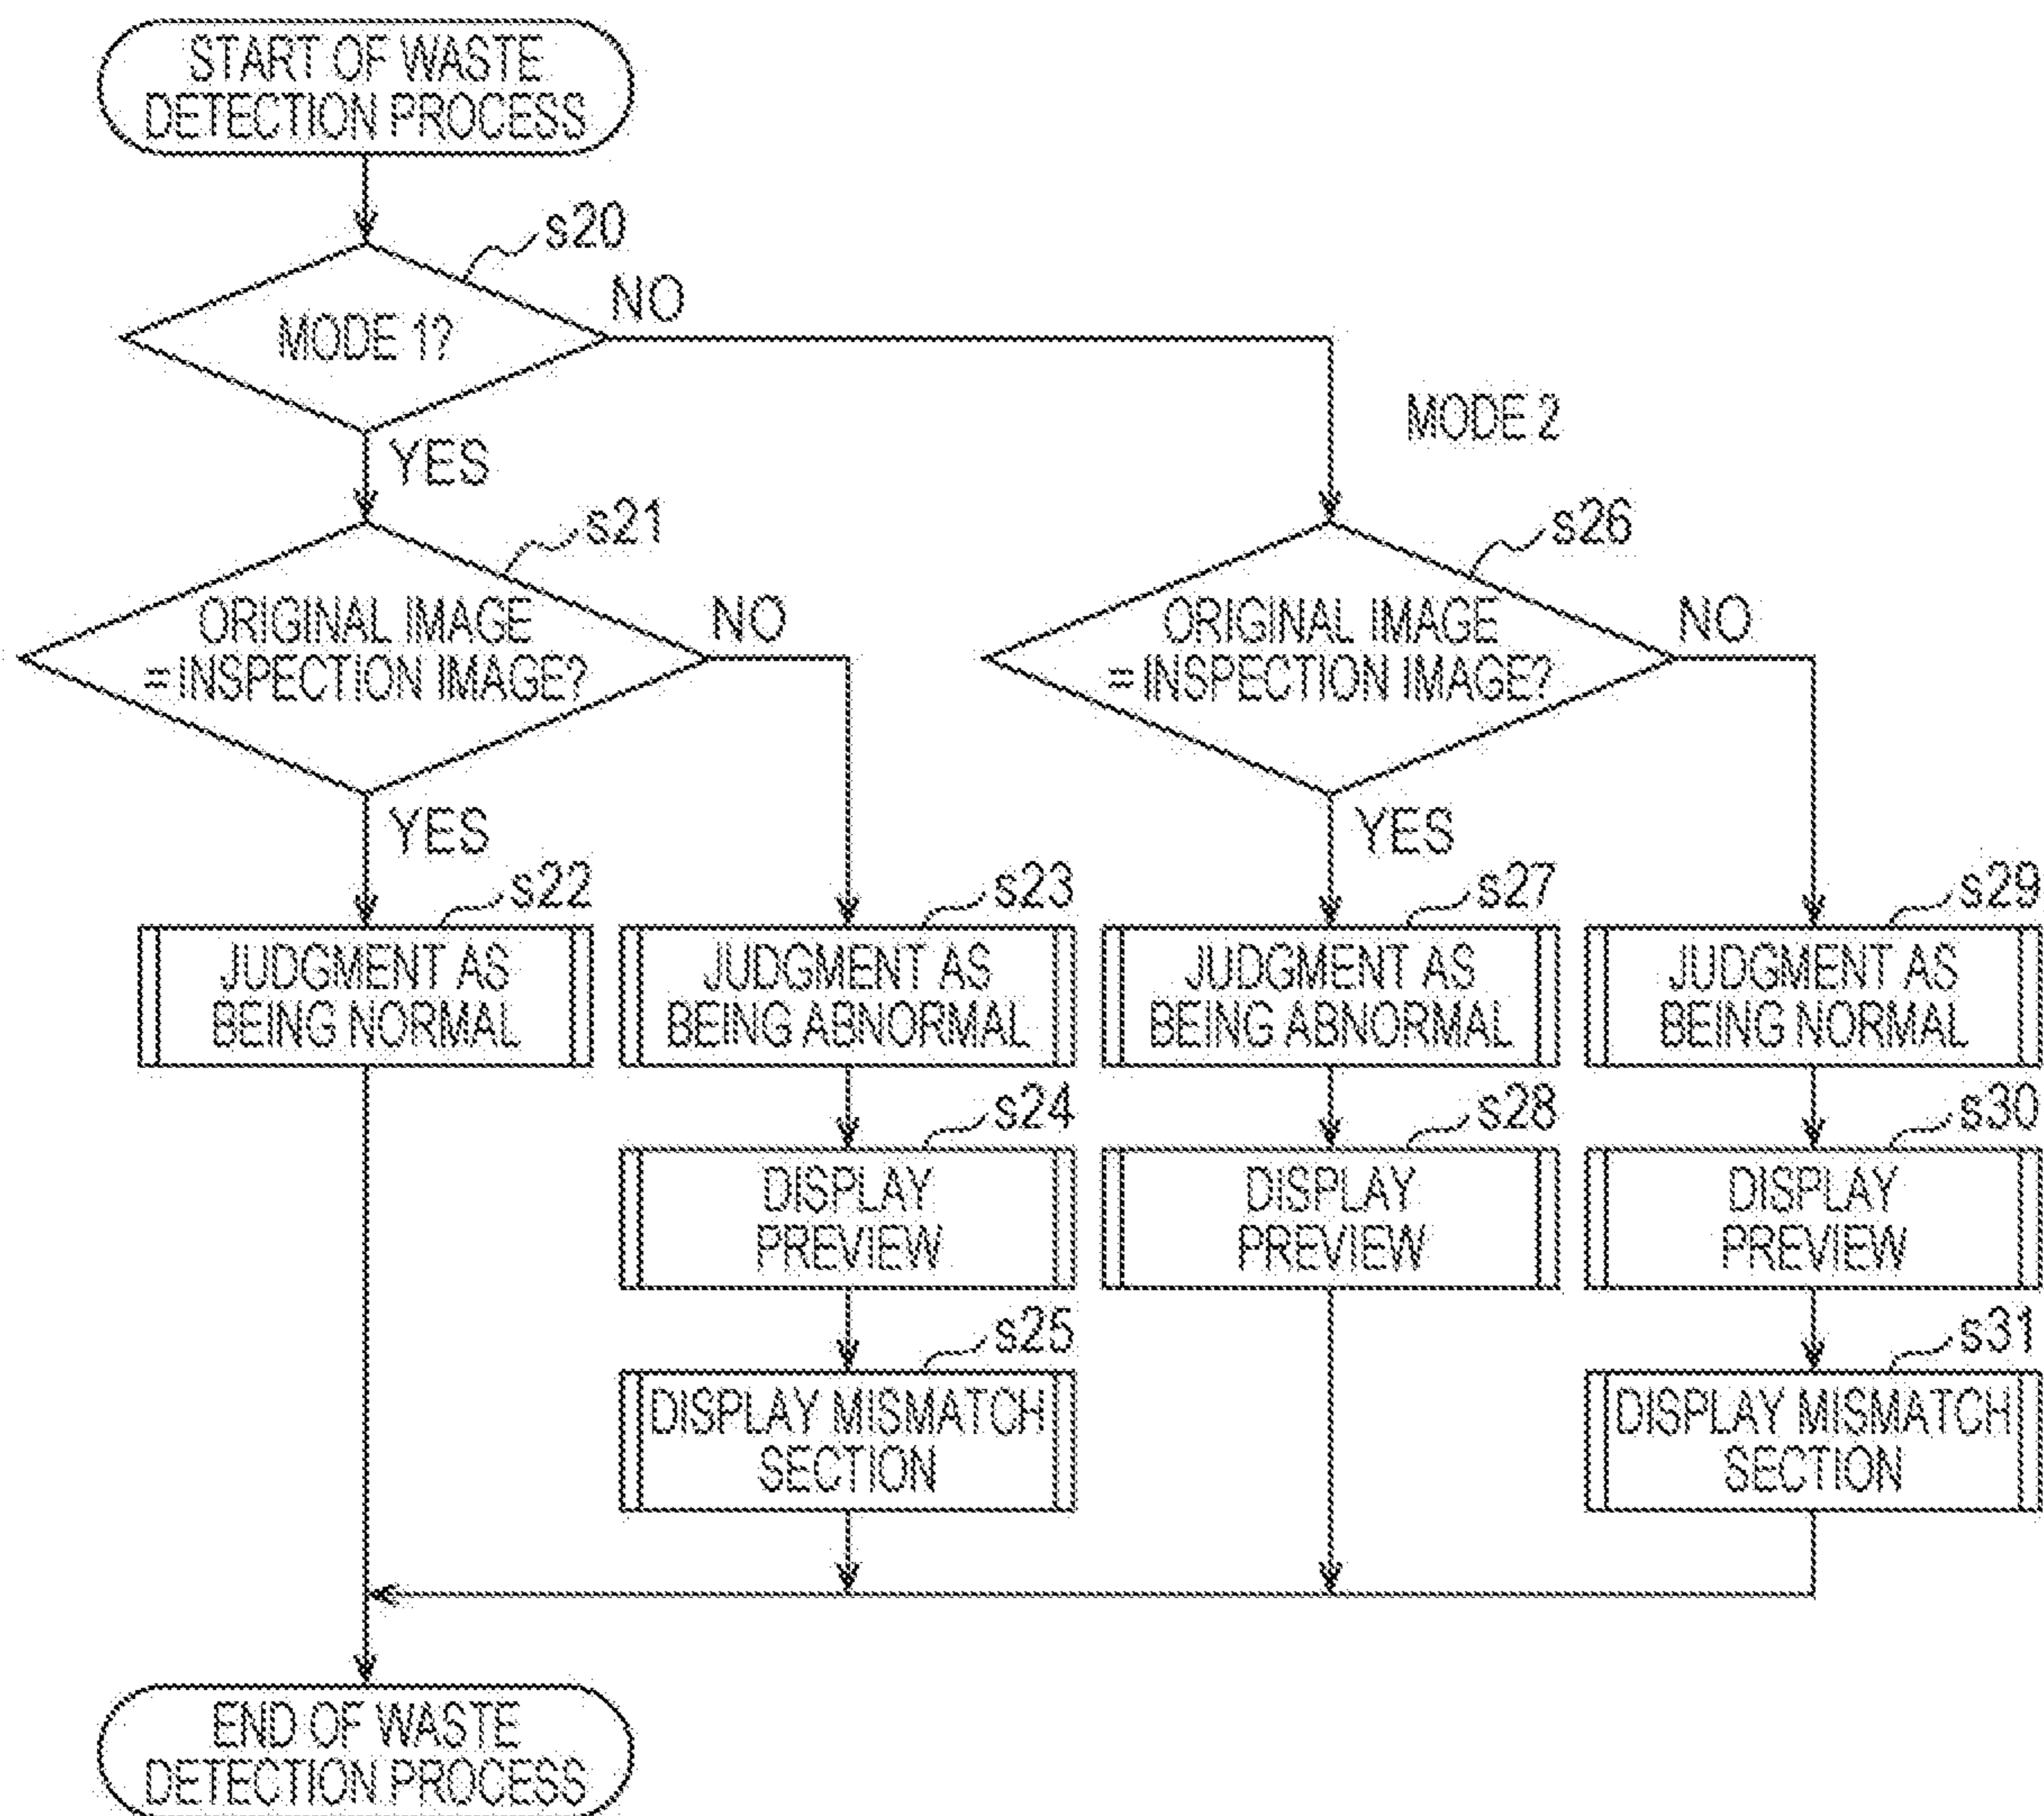 START OF WASTE
DETECTION PROCESS
s20
MODE 1?
NO
YES
MODE 2
s21
ORIGINAL IMAGE
= INSPECTION IMAGE?
NO
YES
s26
ORIGINAL IMAGE
= INSPECTION IMAGE?
NO
YES
s22
JUDGMENT AS
BEING NORMAL
s23
JUDGMENT AS
BEING ABNORMAL
s27
JUDGMENT AS
BEING ABNORMAL
s29
JUDGMENT AS
BEING NORMAL
s24
DISPLAY
PREVIEW
s28
DISPLAY
PREVIEW
s30
DISPLAY
PREVIEW
s25
DISPLAY MISMATCH
SECTION
s31
DISPLAY MISMATCH
SECTION
END OF WASTE
DETECTION PROCESS